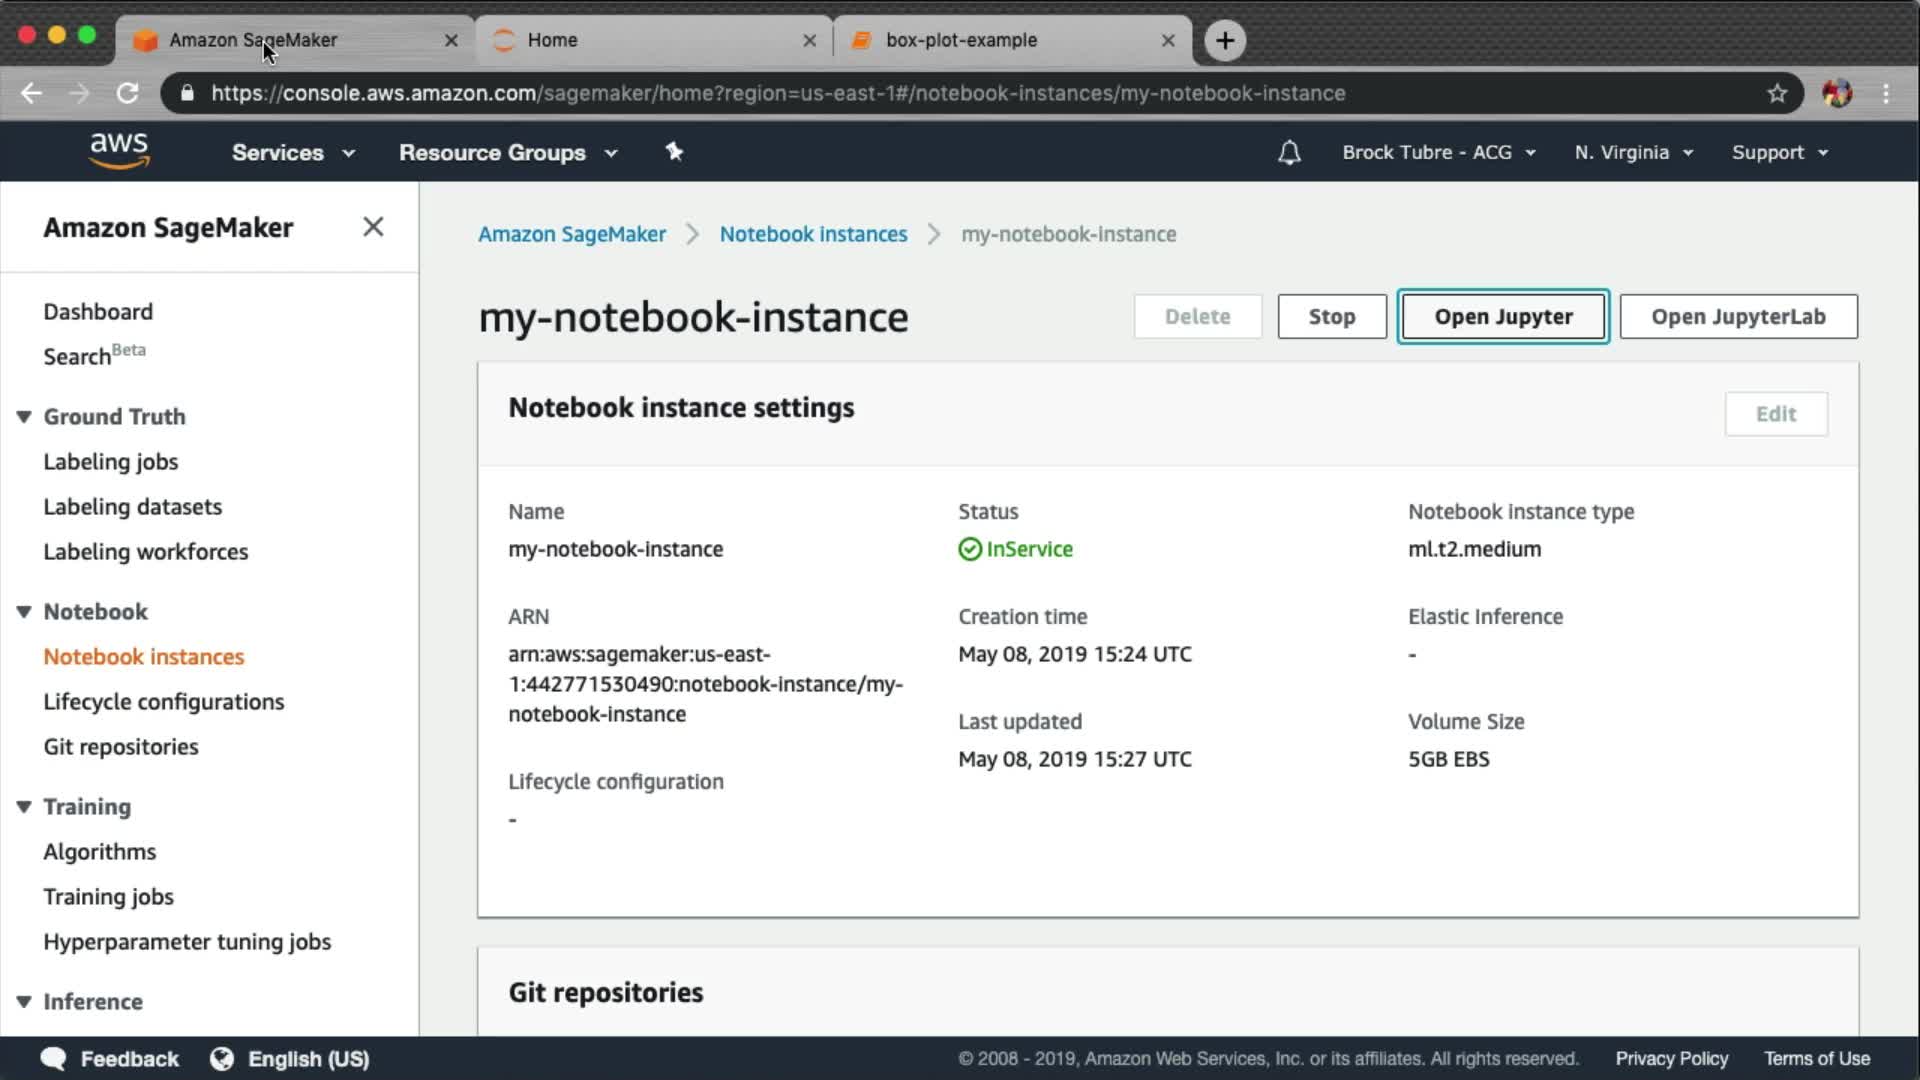 Amazon SageMaker
Home
box-plot-example
https://console.aws.amazon.com/sagemaker/home?region=us-east-1#/notebook-instances/my-notebook-instance
aws
Services
Resource Groups
Brock Tubre - ACG
N. Virginia
Support
Amazon SageMaker
Dashboard
Search Beta
Ground Truth
Labeling jobs
Labeling datasets
Labeling workforces
Notebook
Notebook instances
Lifecycle configurations
Git repositories
Training
Algorithms
Training jobs
Hyperparameter tuning jobs
Inference
Amazon SageMaker
Notebook instances
my-notebook-instance
my-notebook-instance
Delete
Stop
Open Jupyter
Open JupyterLab
Notebook instance settings
Edit
Name
my-notebook-instance
ARN
arn:aws:sagemaker:us-east-
1:442771530490:notebook-instance/my-
notebook-instance
Lifecycle configuration
-
Status
InService
Creation time
May 08, 2019 15:24 UTC
Last updated
May 08, 2019 15:27 UTC
Notebook instance type
ml.t2.medium
Elastic Inference
-
Volume Size
5GB EBS
Git repositories
Feedback
English (US)
© 2008 - 2019, Amazon Web Services, Inc. or its affiliates. All rights reserved.
Privacy Policy
Terms of Use